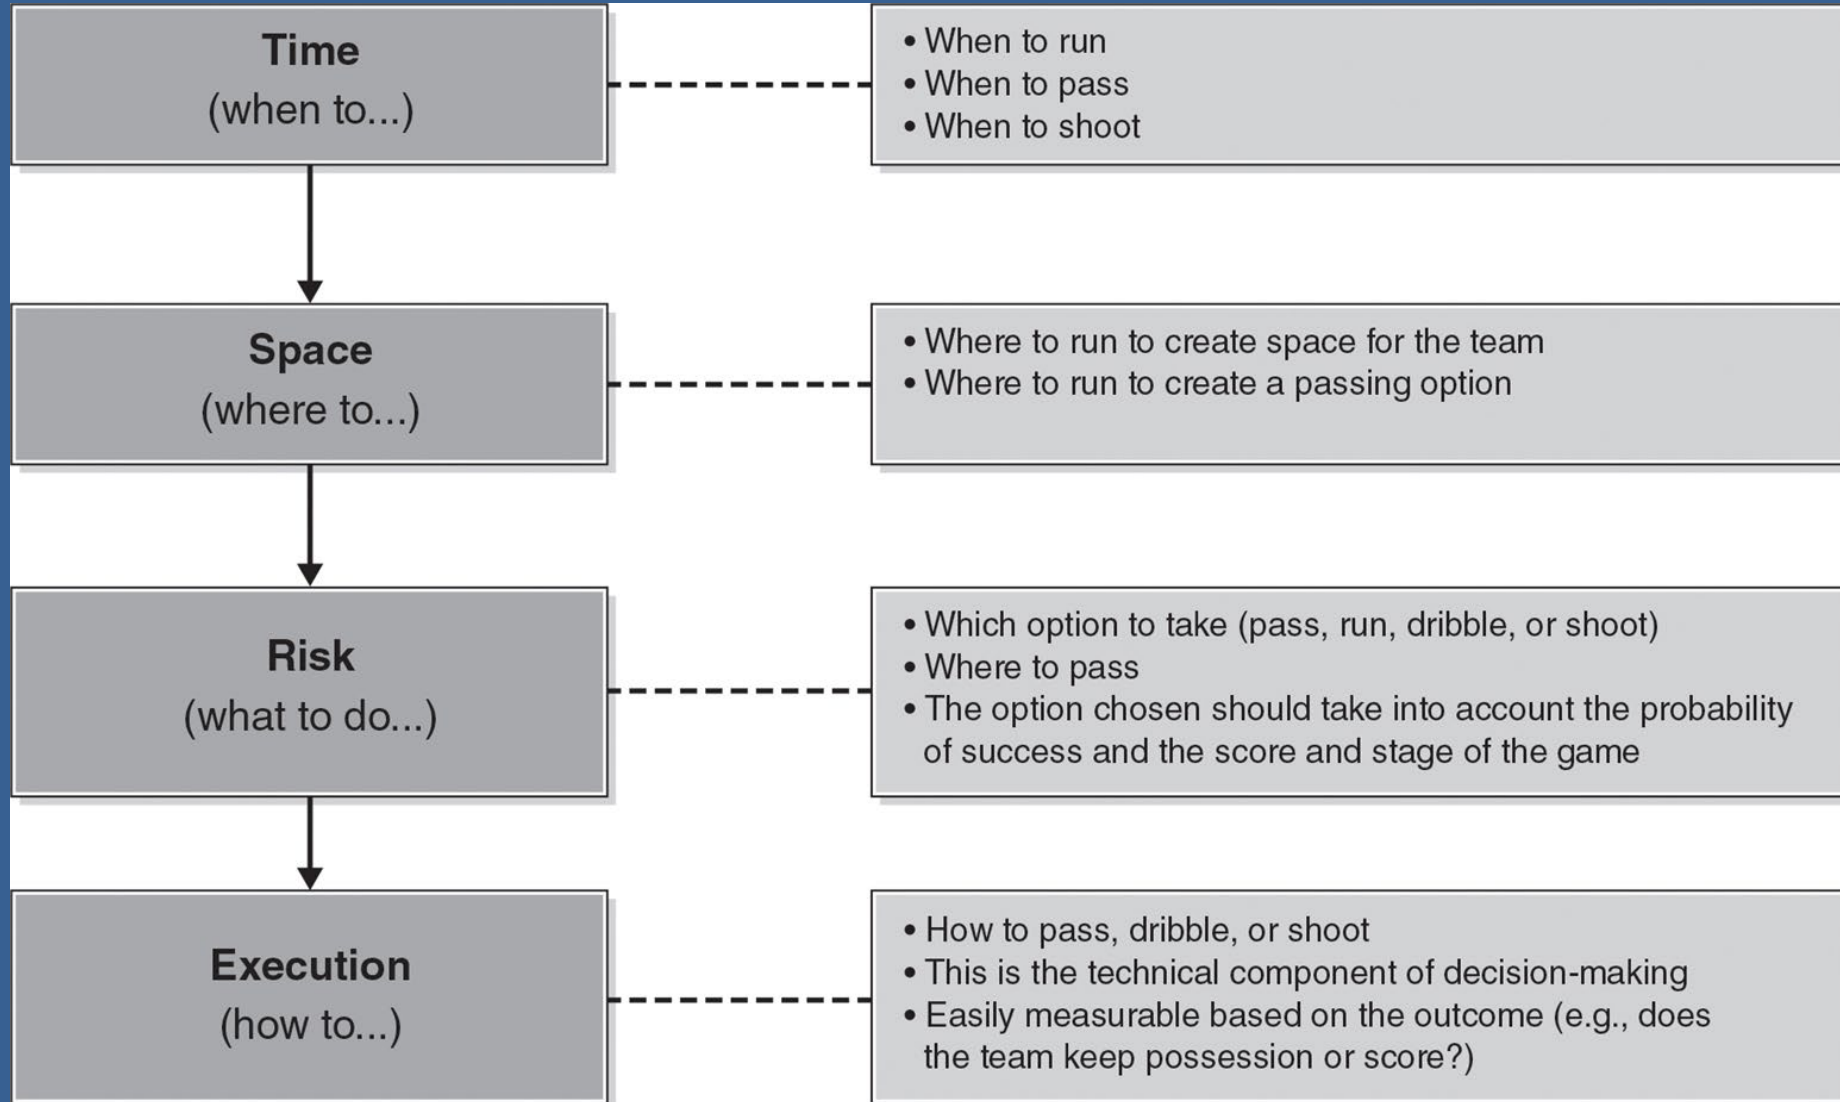 Time
(when to...)
• When to run
• When to pass
• When to shoot
Space
(where to...)
• Where to run to create space for the team
• Where to run to create a passing option
Risk
(what to do...)
• Which option to take (pass, run, dribble, or shoot)
• Where to pass
• The option chosen should take into account the probability
of success and the score and stage of the game
Execution
(how to...)
• How to pass, dribble, or shoot
• This is the technical component of decision-making
• Easily measurable based on the outcome (e.g., does
the team keep possession or score?)